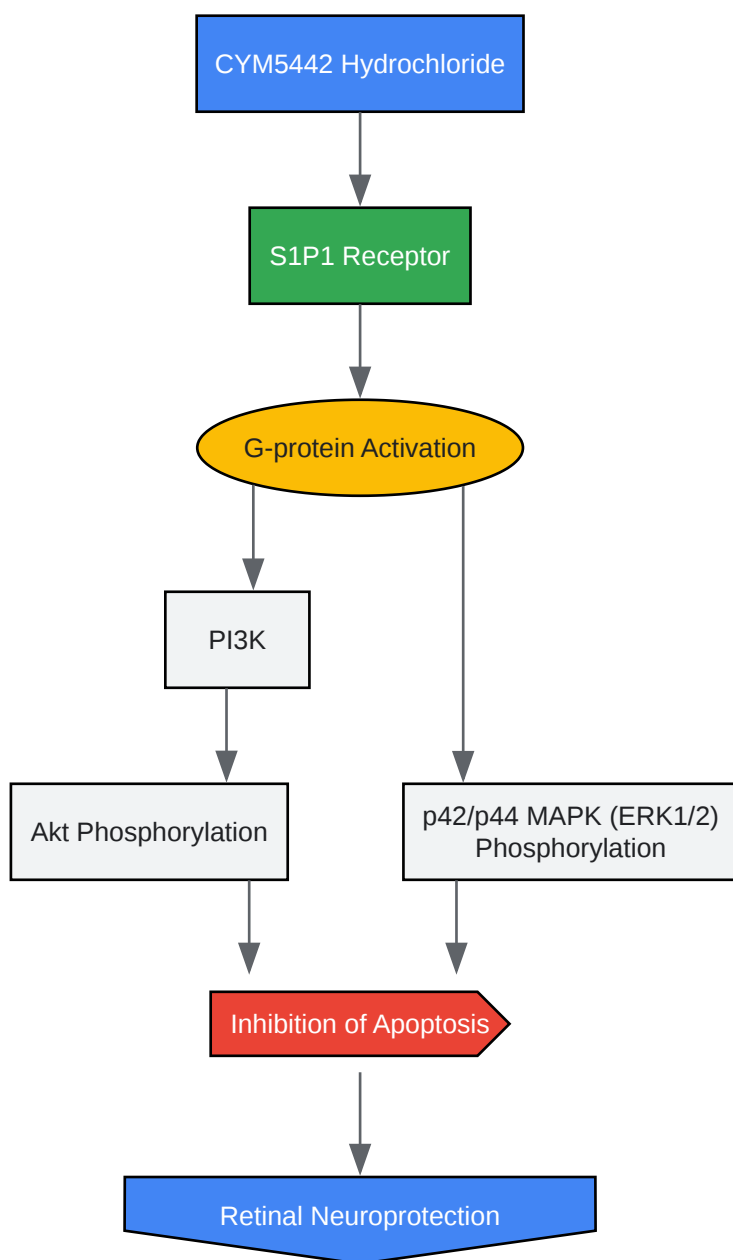 CYM5442 Hydrochloride
S1P1 Receptor
G-protein Activation
PI3K
Akt Phosphorylation
p42/p44 MAPK (ERK1/2)
Phosphorylation
Inhibition of Apoptosis
Retinal Neuroprotection